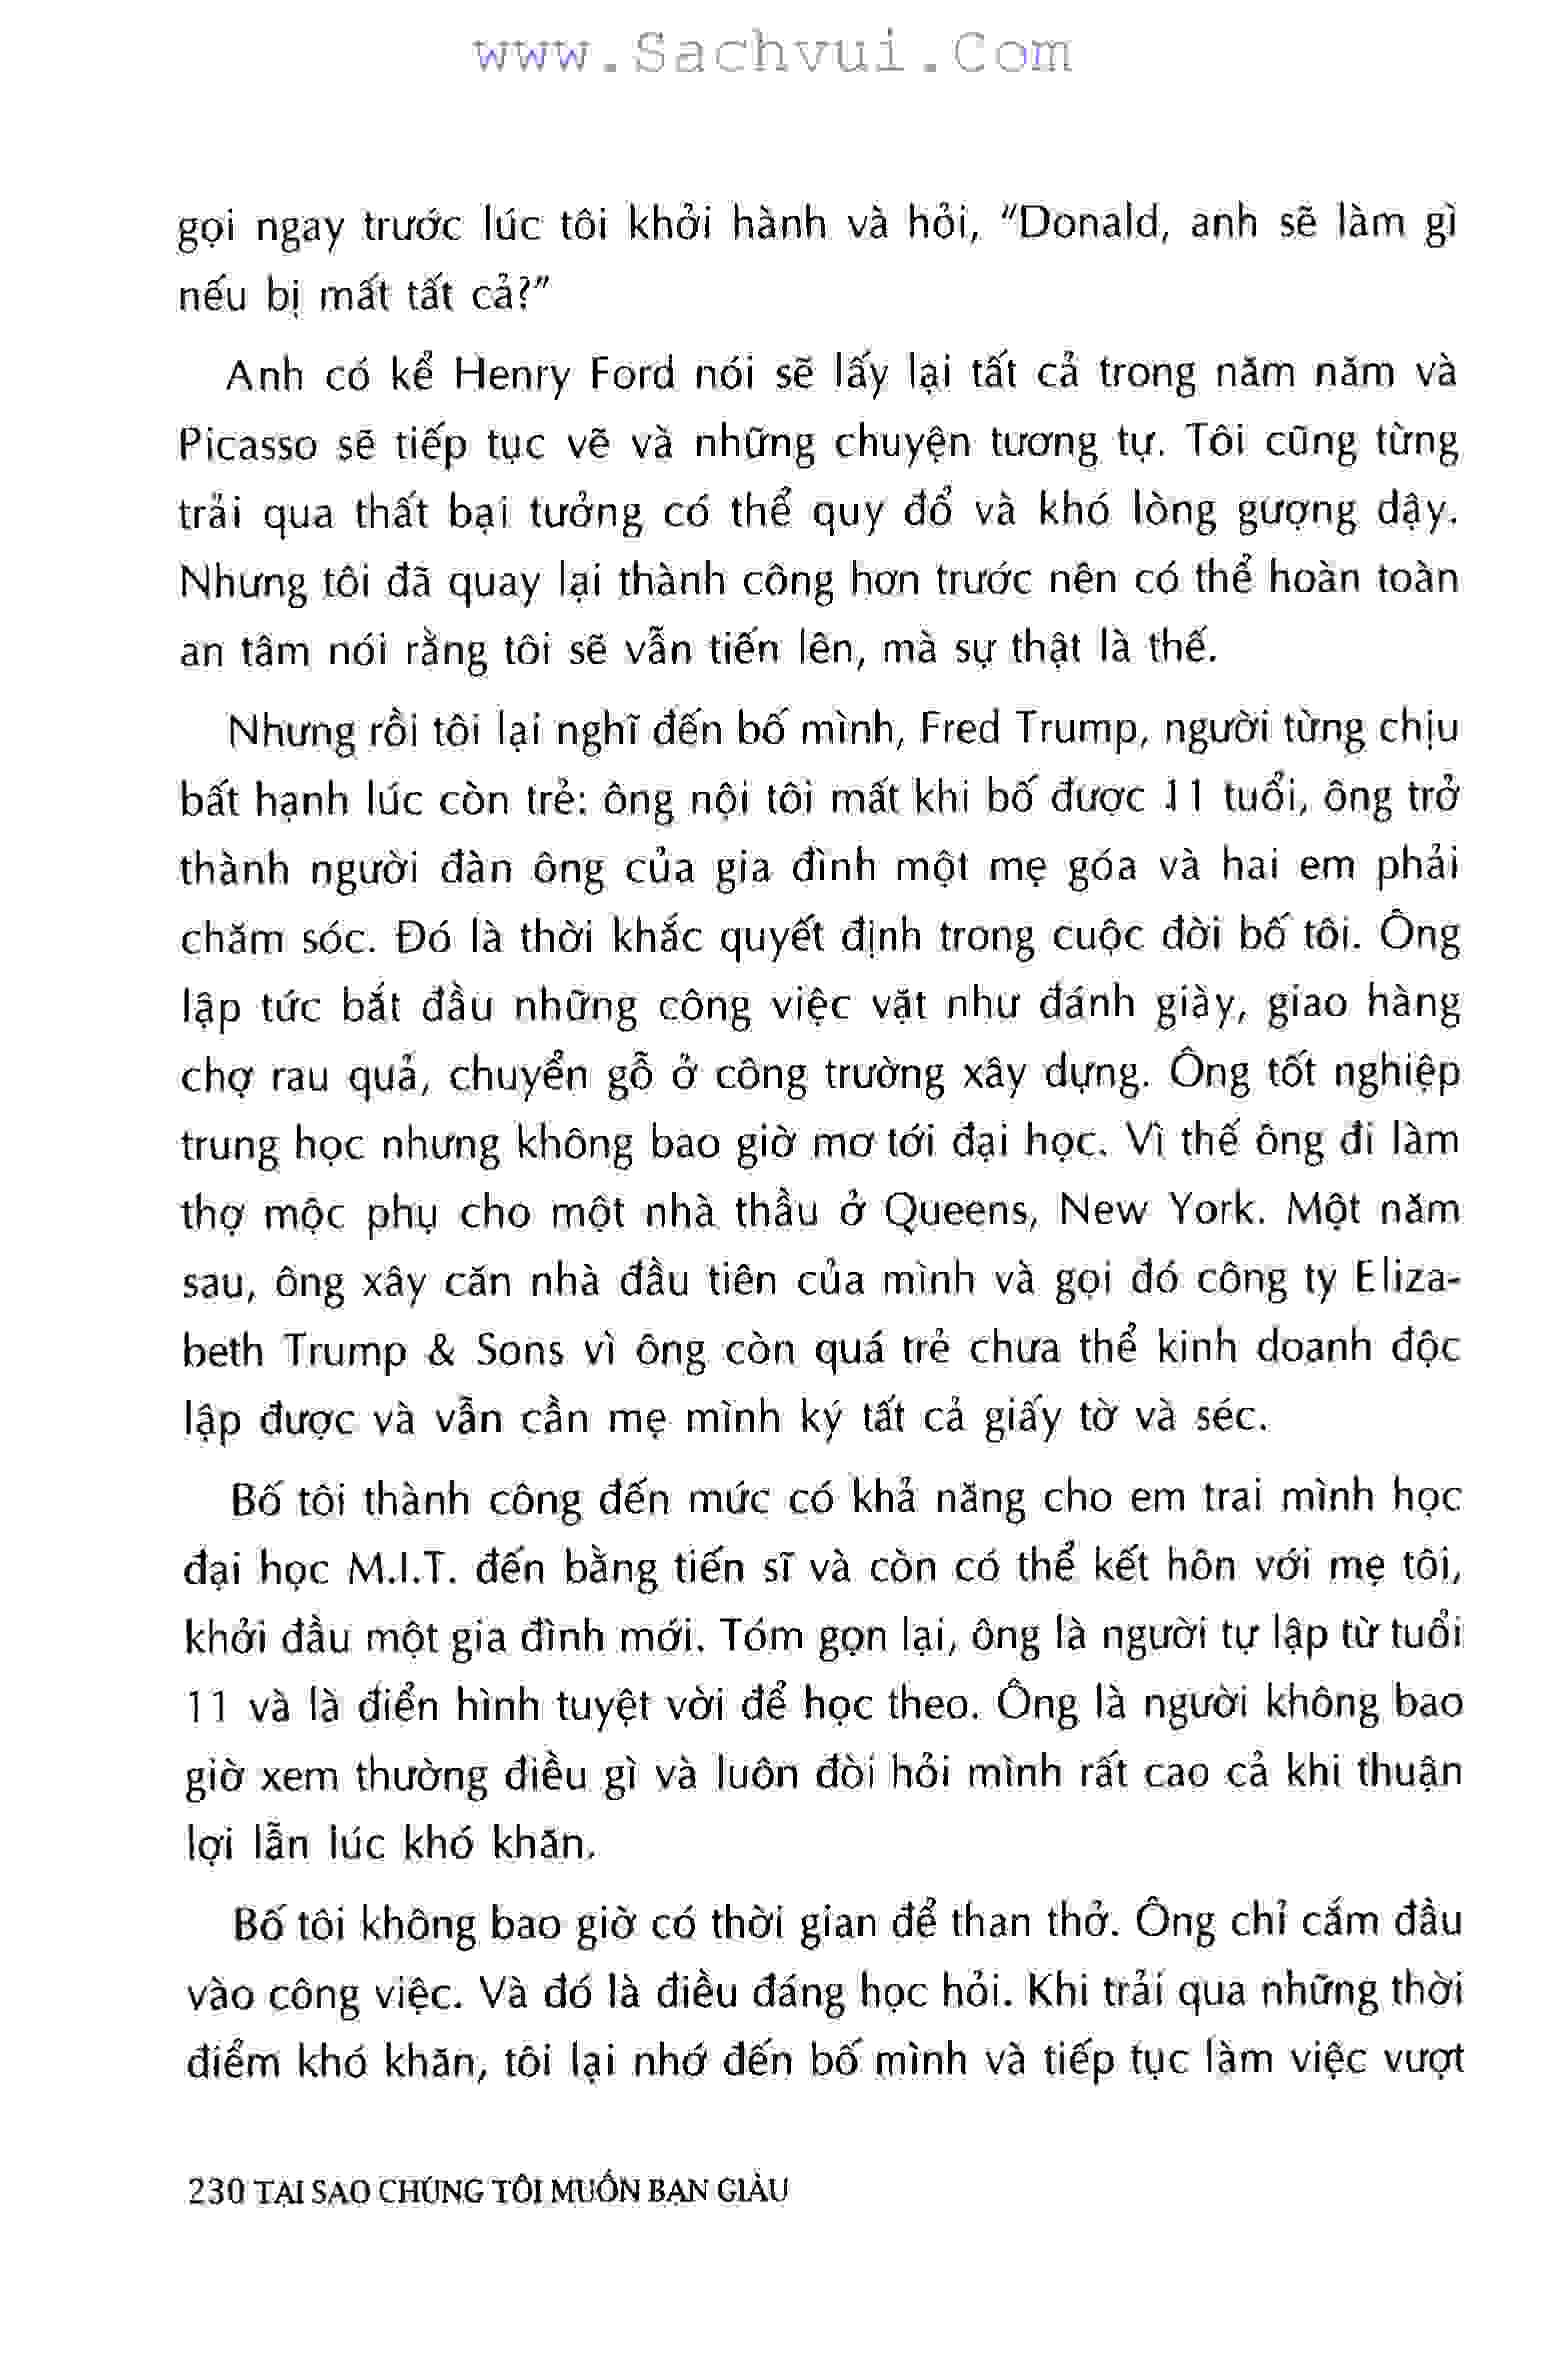 www.Sachvui.Com
gọi ngay trước lúc tôi khởi hành và hỏi, "Donald, anh sẽ làm gì
nếu bị mất tất cả?"
Anh có kể Henry Ford nói sẽ lấy lại tất cả trong năm năm và
Picasso sẽ tiếp tục vẽ và những chuyện tương tự. Tôi cũng từng
trải qua thất bại tưởng có thể quy đổ và khó lòng gượng dậy.
Nhưng tôi đã quay lại thành công hơn trước nên có thể hoàn toàn
an tâm nói rằng tôi sẽ vẫn tiến lên, mà sự thật là thế.
Nhưng rồi tôi lại nghĩ đến bố mình, Fred Trump, người từng chịu
bất hạnh lúc còn trẻ: ông nội tôi mất khi bố được 11 tuổi, ông trở
thành người đàn ông của gia đình một mẹ góa và hai em phải
chăm sóc. Đó là thời khắc quyết định trong cuộc đời bố tôi. Ông
lập tức bắt đầu những công việc vặt như đánh giày, giao hàng
chợ rau quả, chuyển gỗ ở công trường xây dựng. Ông tốt nghiệp
trung học nhưng không bao giờ mơ tới đại học. Vì thế ông đi làm
thợ mộc phụ cho một nhà thầu ở Queens, New York. Một năm
sau, ông xây căn nhà đầu tiên của mình và gọi đó công ty Eliza-
beth Trump & Sons vì ông còn quá trẻ chưa thể kinh doanh độc
lập được và vẫn cần mẹ mình ký tất cả giấy tờ và séc.
Bố tôi thành công đến mức có khả năng cho em trai mình học
đại học M.I.T. đến bằng tiến sĩ và còn có thể kết hôn với mẹ tôi,
khởi đầu một gia đình mới. Tóm gọn lại, ông là người tự lập từ tuổi
11 và là điển hình tuyệt vời để học theo. Ông là người không bao
giờ xem thường điều gì và luôn đòi hỏi mình rất cao cả khi thuận
lợi lẫn lúc khó khăn.
Bố tôi không bao giờ có thời gian để than thở. Ông chỉ cắm đầu
vào công việc. Và đó là điều đáng học hỏi. Khi trải qua những thời
điểm khó khăn, tôi lại nhớ đến bố mình và tiếp tục làm việc vượt
230 TẠI SAO CHÚNG TÔI MUỐN BẠN GIÀU